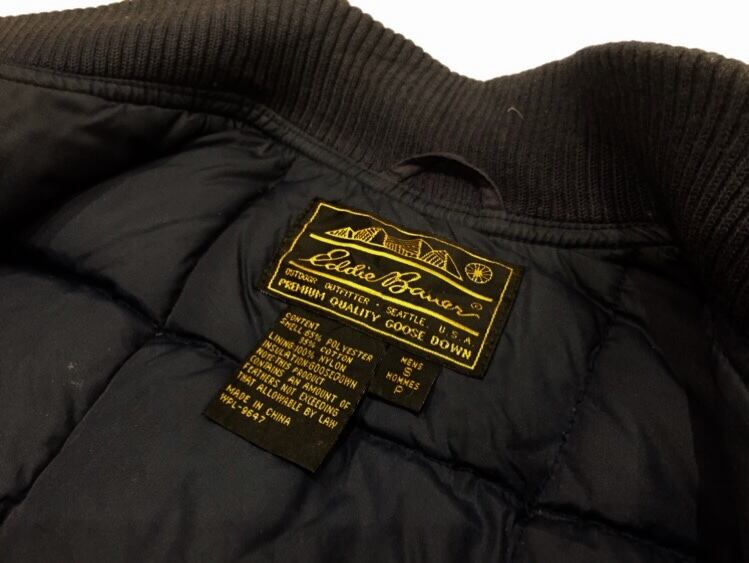 Eddie Bauer
OUTDOOR OUTFITTER • SEATTLE, U.S.A
PREMIUM QUALITY GOOSE DOWN
CONTENT
SHELL 65% POLYESTER
35% COTTON
LINING 100% NYLON
INSULATION GOOSE DOWN
NOTE THIS PRODUCT
CONTAINS AN AMOUNT OF
FEATHERS NOT EXCEEDING
THAT ALLOWABLE BY LAW
MADE IN CHINA
WPL-9647
MENS
S
HOMMES
P